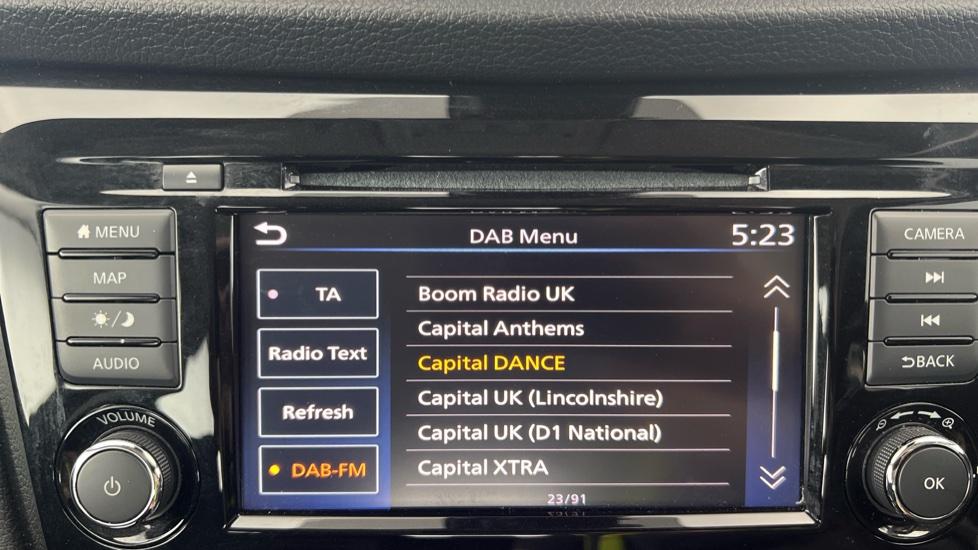 MENU
MAP
AUDIO
VOLUME
DAB Menu 5:23
TA
Radio Text
Refresh
DAB-FM
Boom Radio UK
Capital Anthems
Capital DANCE
Capital UK (Lincolnshire)
Capital UK (D1 National)
Capital XTRA
23/91
CAMERA
BACK
OK